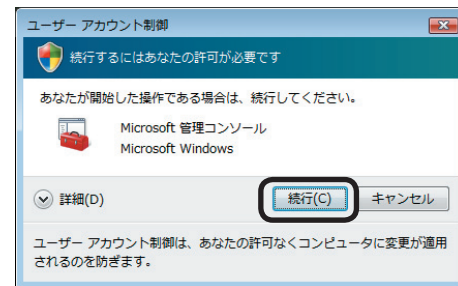 ユーザー アカウント制御
続行するにはあなたの許可が必要です
あなたが開始した操作である場合は、続行してください。
Microsoft 管理コンソール
Microsoft Windows
詳細(D)
続行(C)
キャンセル
ユーザー アカウント制御は、あなたの許可なくコンピュータに変更が適用
されるのを防ぎます。